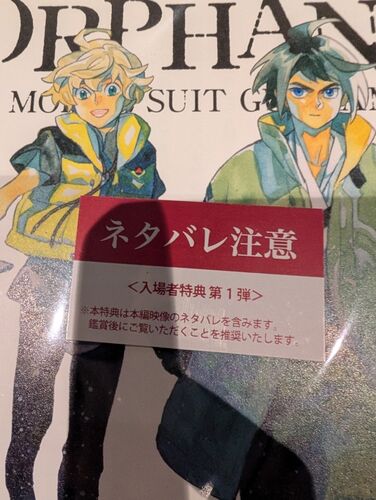 ORPHAN
ネタバレ注意
＜入場者特典 第1弾＞
※本特典は本編映像のネタバレを含みます。
鑑賞後にご覧いただくことを推奨いたします。